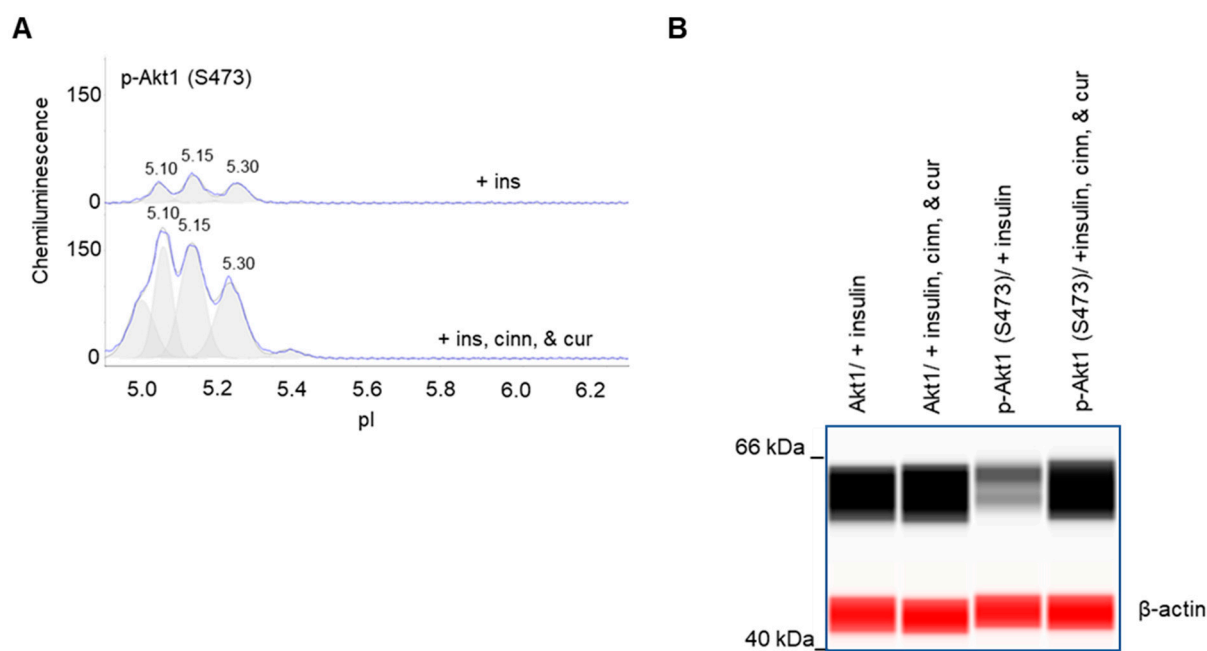 A
p-Akt1 (S473)
Chemiluminescence
150
0
5.10
5.15
5.30
+ ins
150
0
5.10
5.15
5.30
+ ins, cinn, & cur
5.0
5.2
5.4
5.6
5.8
6.0
6.2
pI
B
Akt1/ + insulin
Akt1/ + insulin, cinn, & cur
p-Akt1 (S473)/ + insulin
p-Akt1 (S473)/ +insulin, cinn, & cur
66 kDa
40 kDa
β-actin